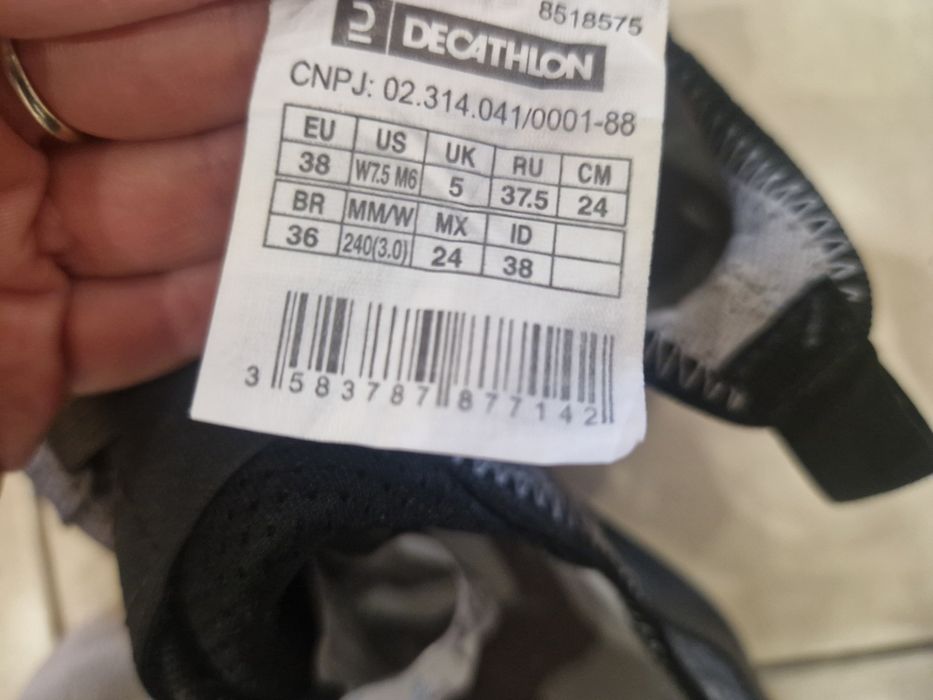 8518575
DECATHLON
CNPJ: 02.314.041/0001-88
EU US UK RU CM
38 W7.5 M6 5 37.5 24
BR MM/W MX ID
36 240(3.0) 24 38
3 583787 877142